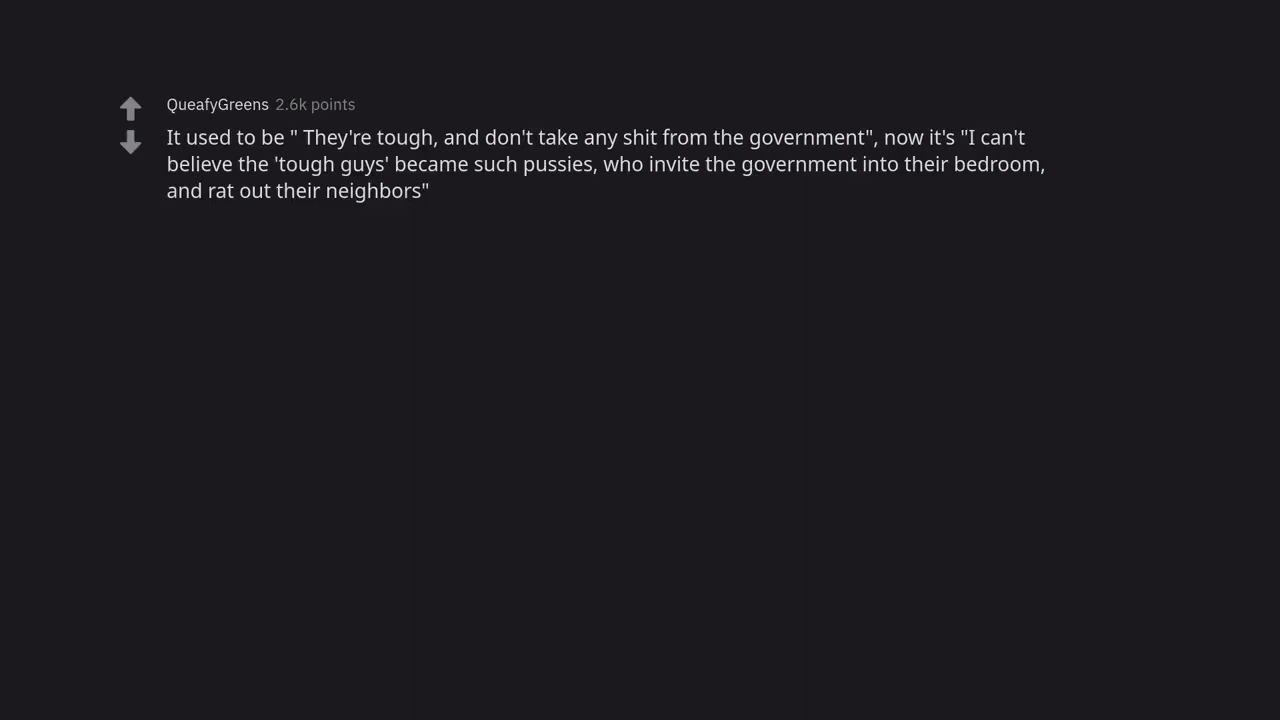 QueafyGreens 2.6k points
It used to be " They're tough, and don't take any shit from the government", now it's "I can't
believe the 'tough guys' became such pussies, who invite the government into their bedroom,
and rat out their neighbors"